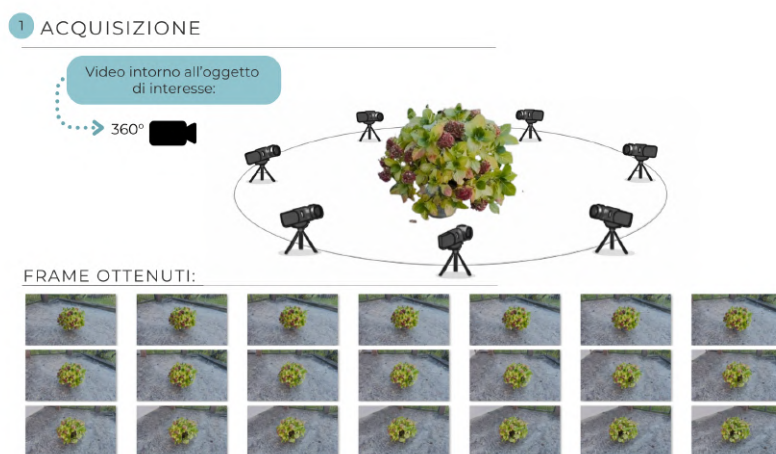 1 ACQUISIZIONE
Video intorno all'oggetto
di interesse:
360°
FRAME OTTENUTI: